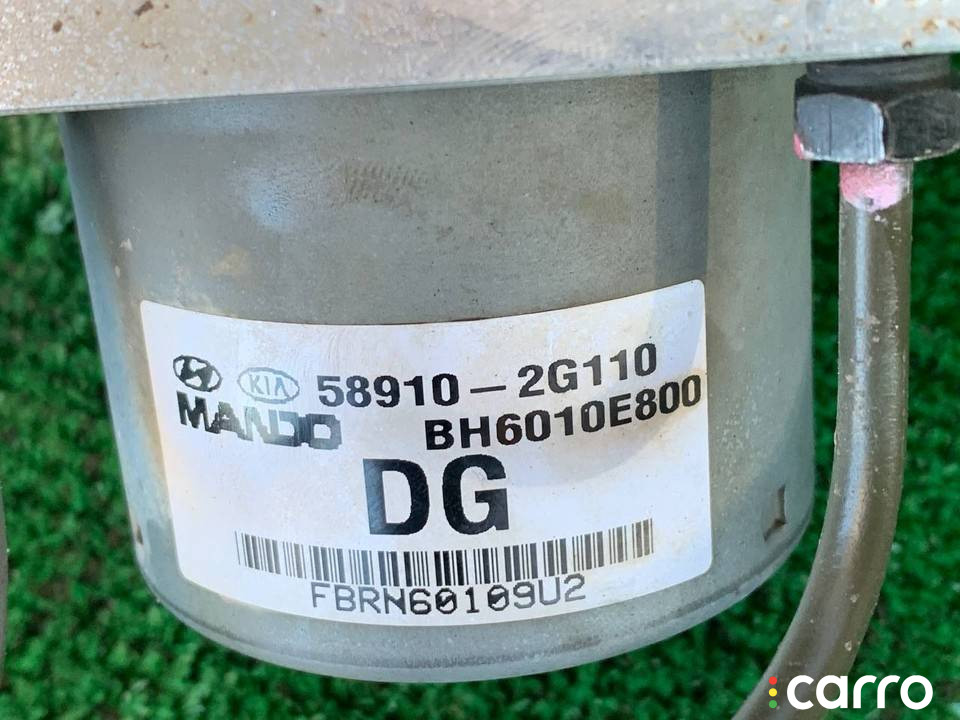 KIA 58910-2G110
MANDO BH6010E800
DG
FBRN60109U2
carro